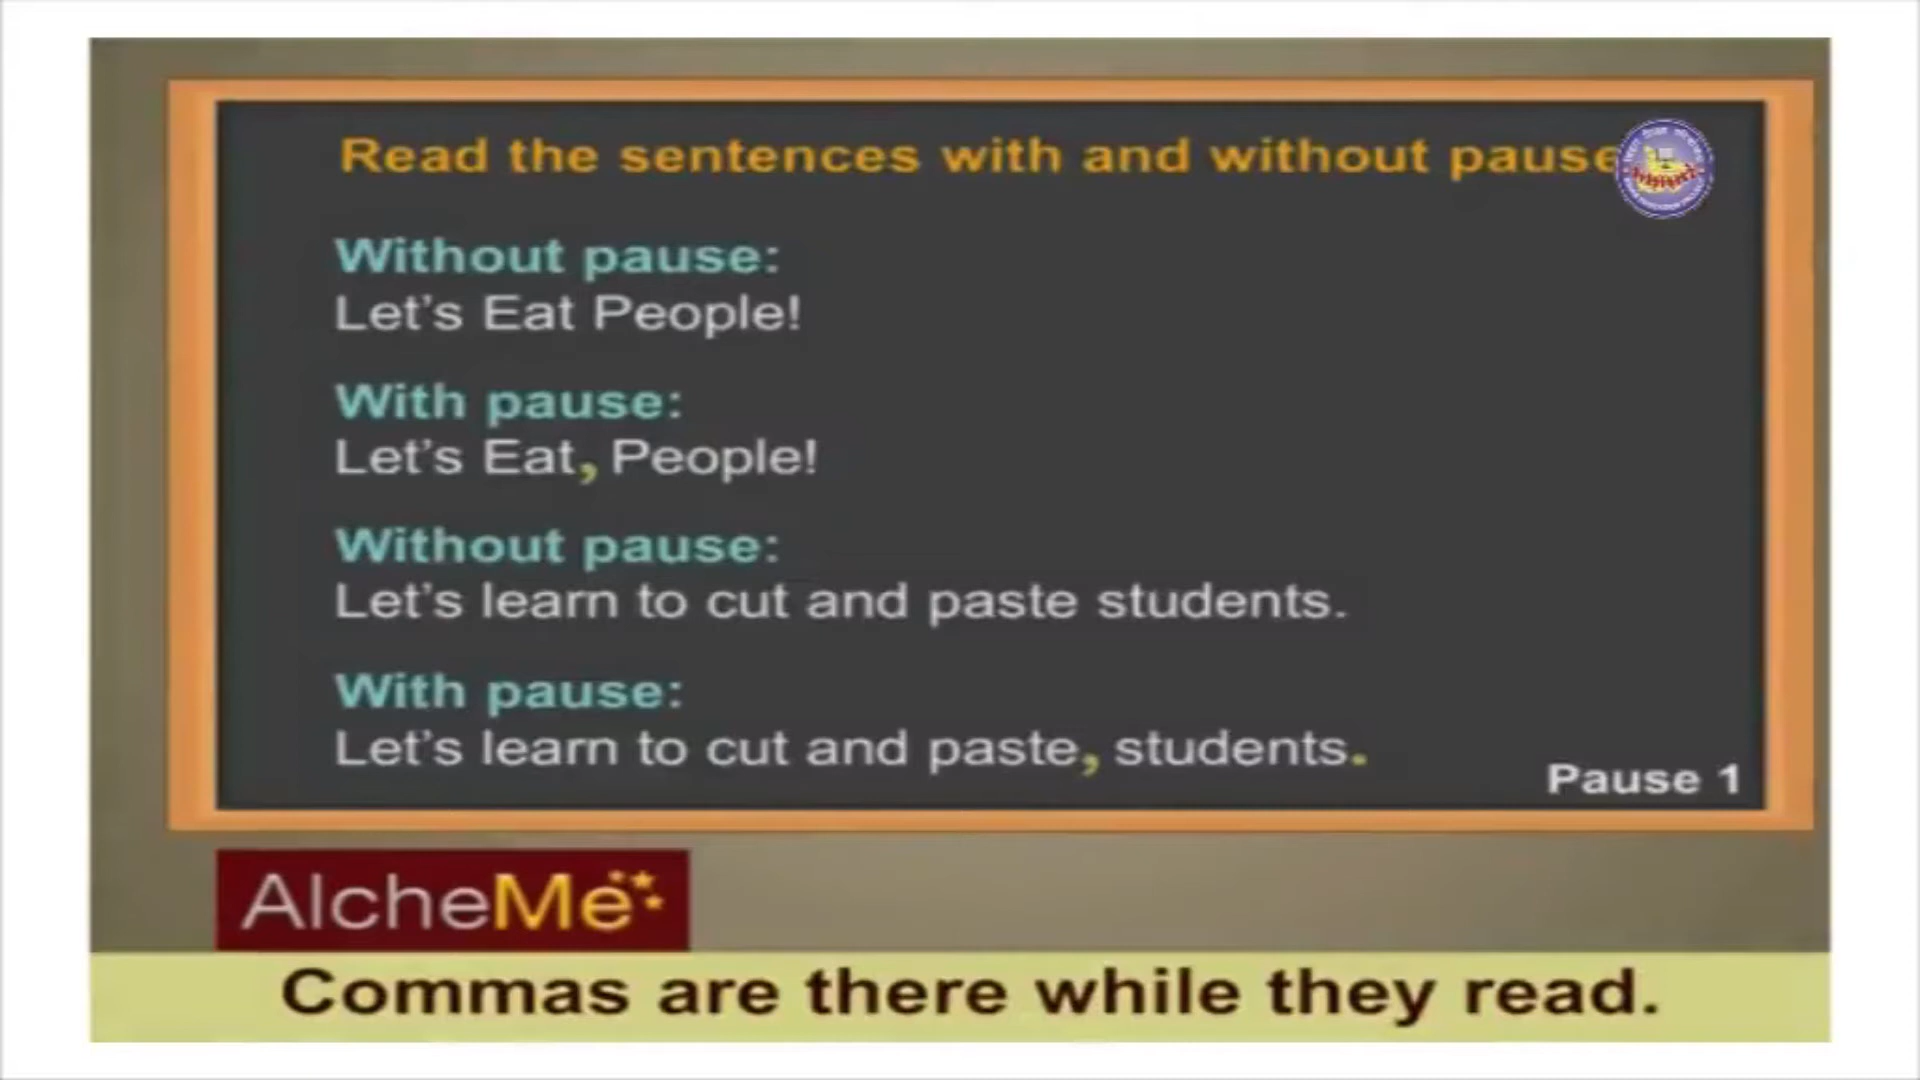 Read the sentences with and without pause
Without pause:
Let's Eat People!
With pause:
Let's Eat, People!
Without pause:
Let's learn to cut and paste students.
With pause:
Let's learn to cut and paste, students.
Pause 1
AlcheMe
Commas are there while they read.